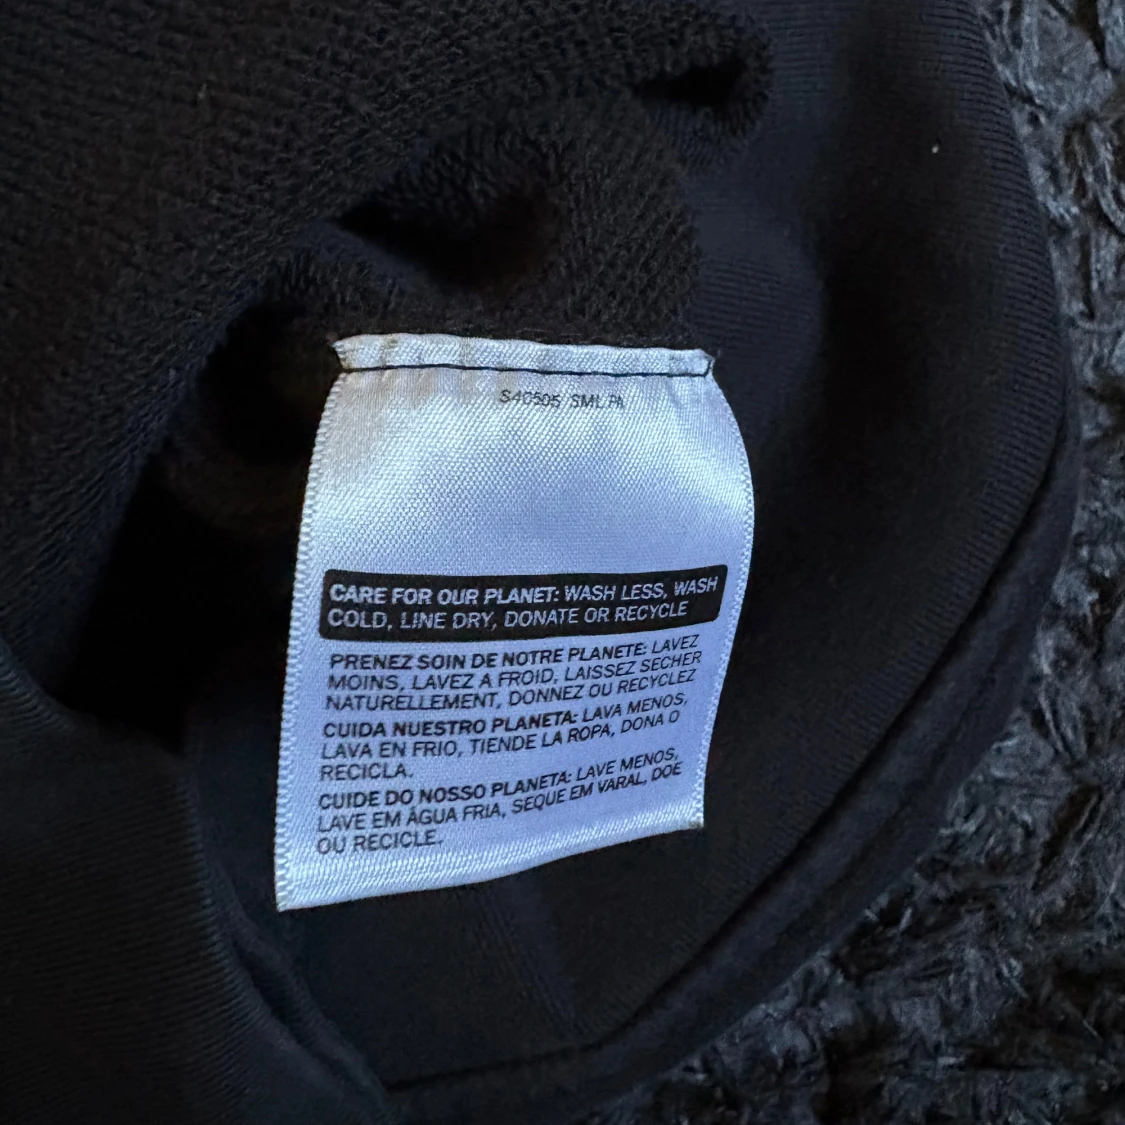 S40505 SML PA
CARE FOR OUR PLANET: WASH LESS, WASH
COLD, LINE DRY, DONATE OR RECYCLE
PRENEZ SOIN DE NOTRE PLANETE: LAVEZ
MOINS, LAVEZ A FROID, LAISSEZ SECHER
NATURELLEMENT, DONNEZ OU RECYCLEZ
CUIDA NUESTRO PLANETA: LAVA MENOS,
LAVA EN FRIO, TIENDE LA ROPA, DONA O
RECICLA.
CUIDE DO NOSSO PLANETA: LAVE MENOS,
LAVE EM ÁGUA FRIA, SEQUE EM VARAL, DOE
OU RECICLE.